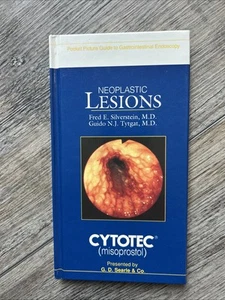 Pocket Picture Guide to Gastrointestinal Endoscopy
NEOPLASTIC
LESIONS
Fred E. Silverstein, M.D.
Guido N.J. Tytgat, M.D.
CYTOTEC®
(misoprostol)
Presented by
G. D. Searle & Co.